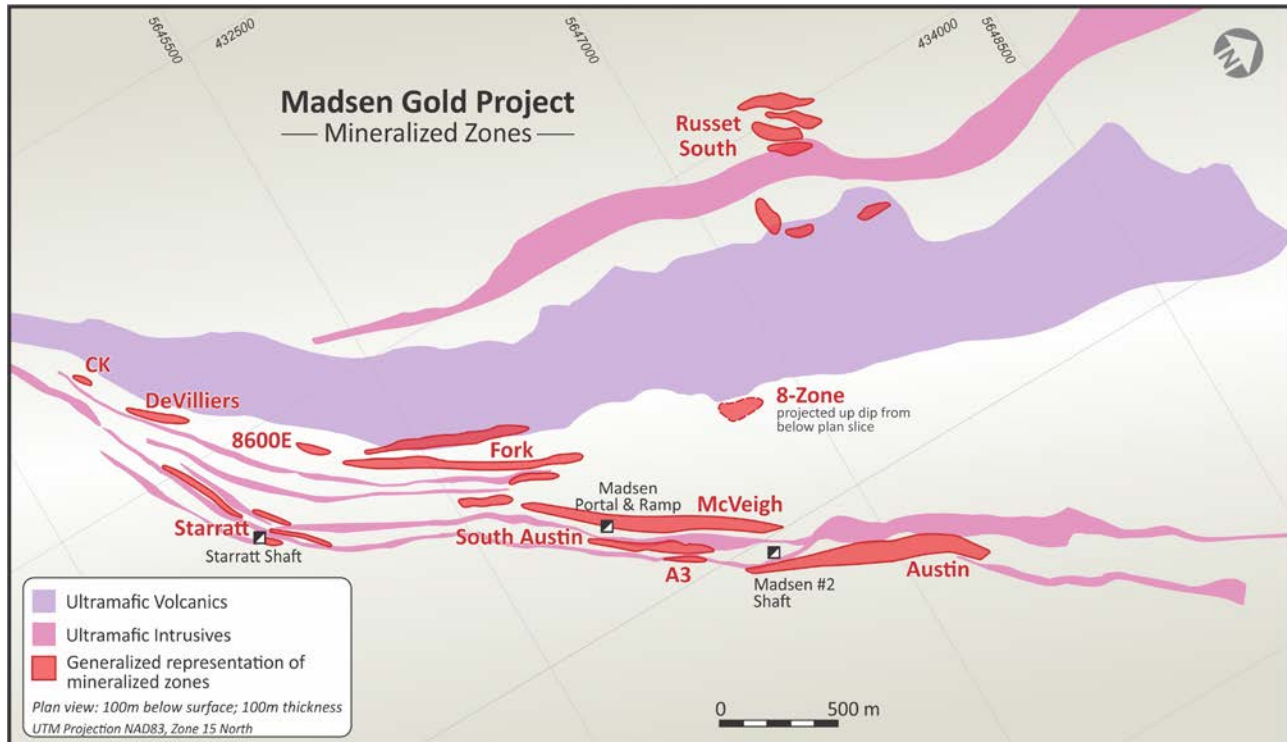 5645500
432500
5647000
434000
5648500
N
Madsen Gold Project
Mineralized Zones
Russet
South
CK
DeVilliers
8600E
Fork
8-Zone
projected up dip from
below plan slice
Madsen
Portal & Ramp
McVeigh
Starratt
Starratt Shaft
South Austin
A3
Madsen #2
Shaft
Austin
Ultramafic Volcanics
Ultramafic Intrusives
Generalized representation of
mineralized zones
Plan view: 100m below surface; 100m thickness
UTM Projection NAD83, Zone 15 North
0 500 m